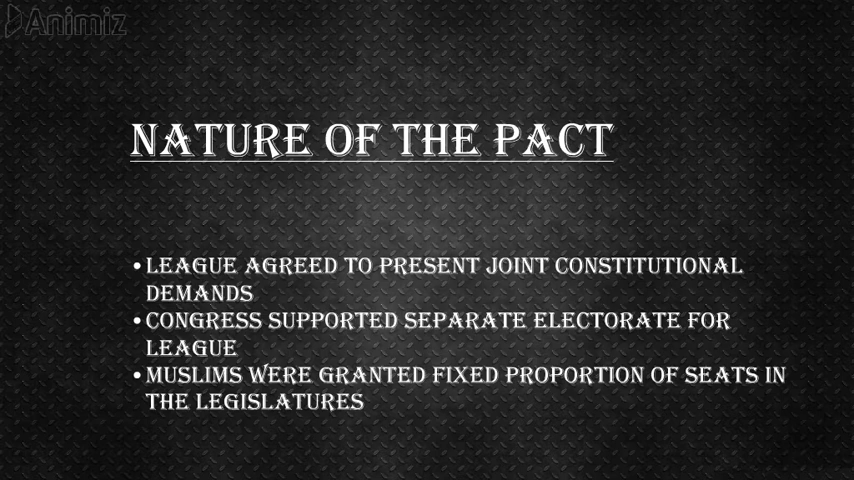 Animiz
NATURE OF THE PACT
•LEAGUE AGREED TO PRESENT JOINT CONSTITUTIONAL
DEMANDS
•CONGRESS SUPPORTED SEPARATE ELECTORATE FOR
LEAGUE
•MUSLIMS WERE GRANTED FIXED PROPORTION OF SEATS IN
THE LEGISLATURES